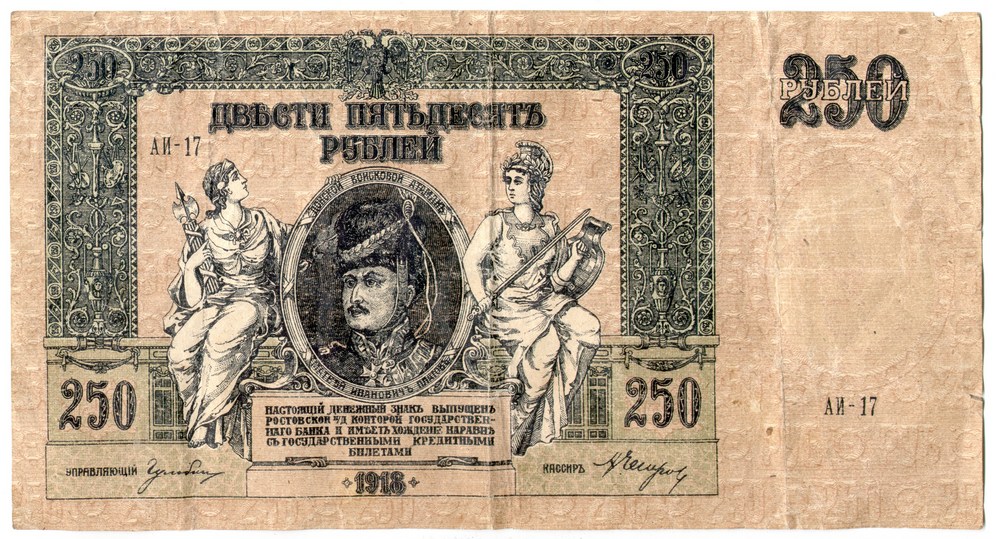 250
250
250
РУБЛЕЙ
ДВѢСТИ ПЯТЬДЕСЯТЪ
РУБЛЕЙ
АИ-17
ДОНСКОЙ ВОЙСКОВОЙ АТАМАНЪ
МАТВѢЙ ИВАНОВИЧЪ ПЛАТОВЪ
250
250
АИ-17
НАСТОЯЩІЙ ДЕНЕЖНЫЙ ЗНАКЪ ВЫПУЩЕНЪ
РОСТОВСКОЙ Н/Д КОНТОРОЙ ГОСУДАРСТВЕН-
НАГО БАНКА И ИМѢЕТЪ ХОЖДЕНІЕ НАРАВНѢ
СЪ ГОСУДАРСТВЕННЫМИ КРЕДИТНЫМИ
БИЛЕТАМИ
УПРАВЛЯЮЩІЙ
КАССИРЪ
1918